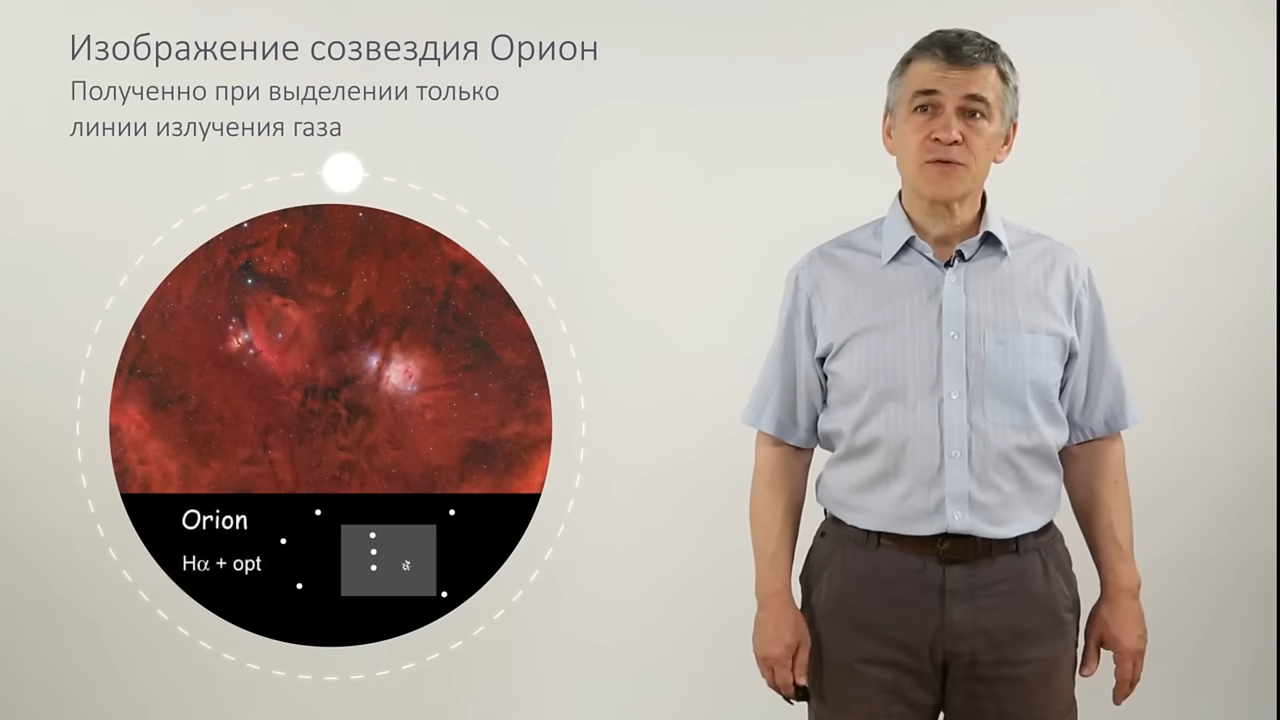 Изображение созвездия Орион
Полученно при выделении только
линии излучения газа
Orion
Hα + opt